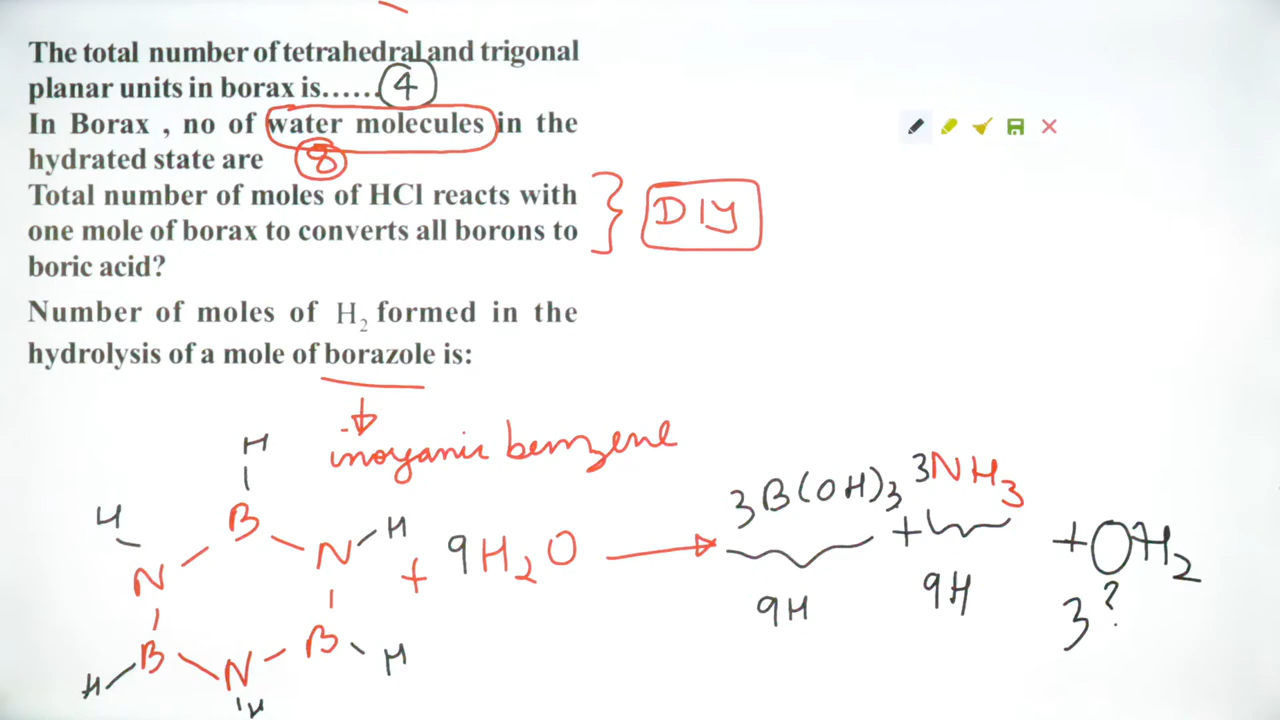 The total number of tetrahedral and trigonal
planar units in borax is...... 4
In Borax , no of water molecules in the
hydrated state are 8
Total number of moles of HCl reacts with
one mole of borax to converts all borons to
boric acid?
DIY
Number of moles of H2 formed in the
hydrolysis of a mole of borazole is:
inorganic benzene
H
H B H
N N + 9H2O 3B(OH)3 + 3NH3 + H2
9H 9H 3 ?
B B
H N H
H